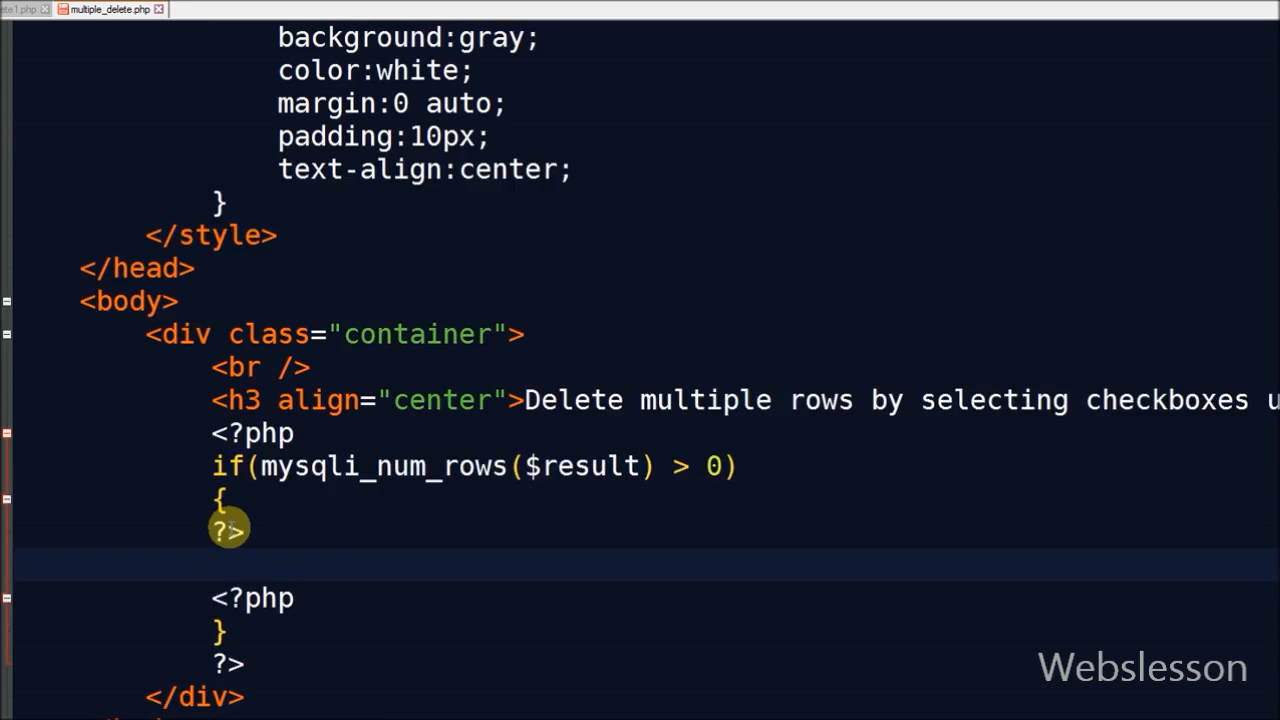 ete1.php multiple_delete.php
background:gray;
color:white;
margin:0 auto;
padding:10px;
text-align:center;
}
</style>
</head>
<body>
<div class="container">
<br />
<h3 align="center">Delete multiple rows by selecting checkboxes u
<?php
if(mysqli_num_rows($result) > 0)
{
?>
<?php
}
?>
Webslesson
</div>